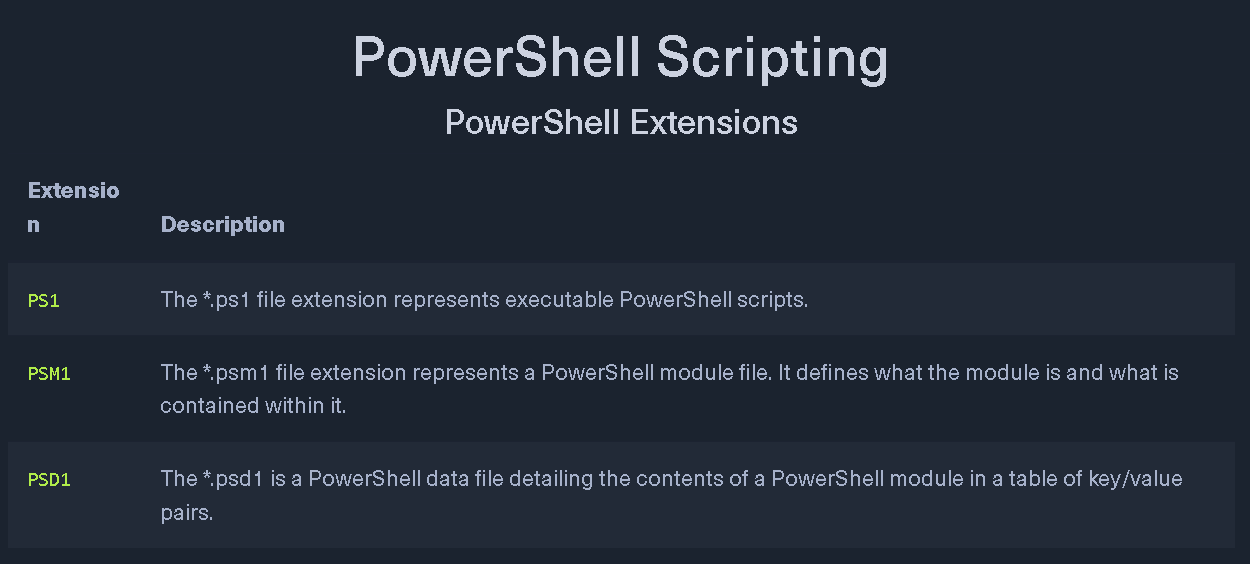 PowerShell Scripting
PowerShell Extensions
Extensio
n Description
PS1 The *.ps1 file extension represents executable PowerShell scripts.
PSM1 The *.psm1 file extension represents a PowerShell module file. It defines what the module is and what is
contained within it.
PSD1 The *.psd1 is a PowerShell data file detailing the contents of a PowerShell module in a table of key/value
pairs.